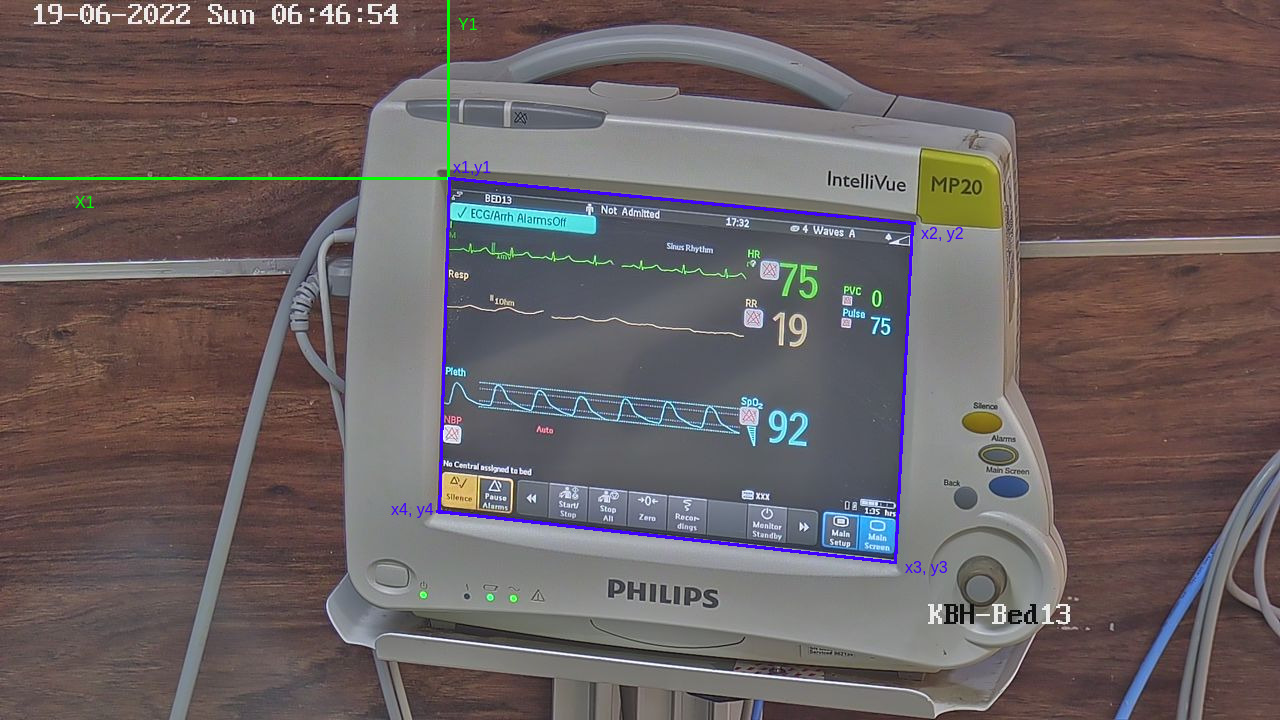 19-06-2022 Sun 06:46:54
Y1
X1
x1,y1
IntelliVue
MP20
BED13
Not Admitted
17:32
4 Waves A
x2, y2
✓ ECG/Arrh AlarmsOff
M
1mV
Sinus Rhythm
HR
75
PVC
0
Resp
10hm
RR
19
Pulse
75
Pleth
SpO₂
92
NBP
Auto
Silence
Alarms
Main Screen
Back
No Central assigned to bed
XXX
1:35 hrs
x4, y4
Silence
Pause
Alarms
Start/
Stop
Stop
All
Zero
Recor-
dings
Monitor
Standby
Main
Setup
Main
Screen
x3, y3
PHILIPS
KBH-Bed13